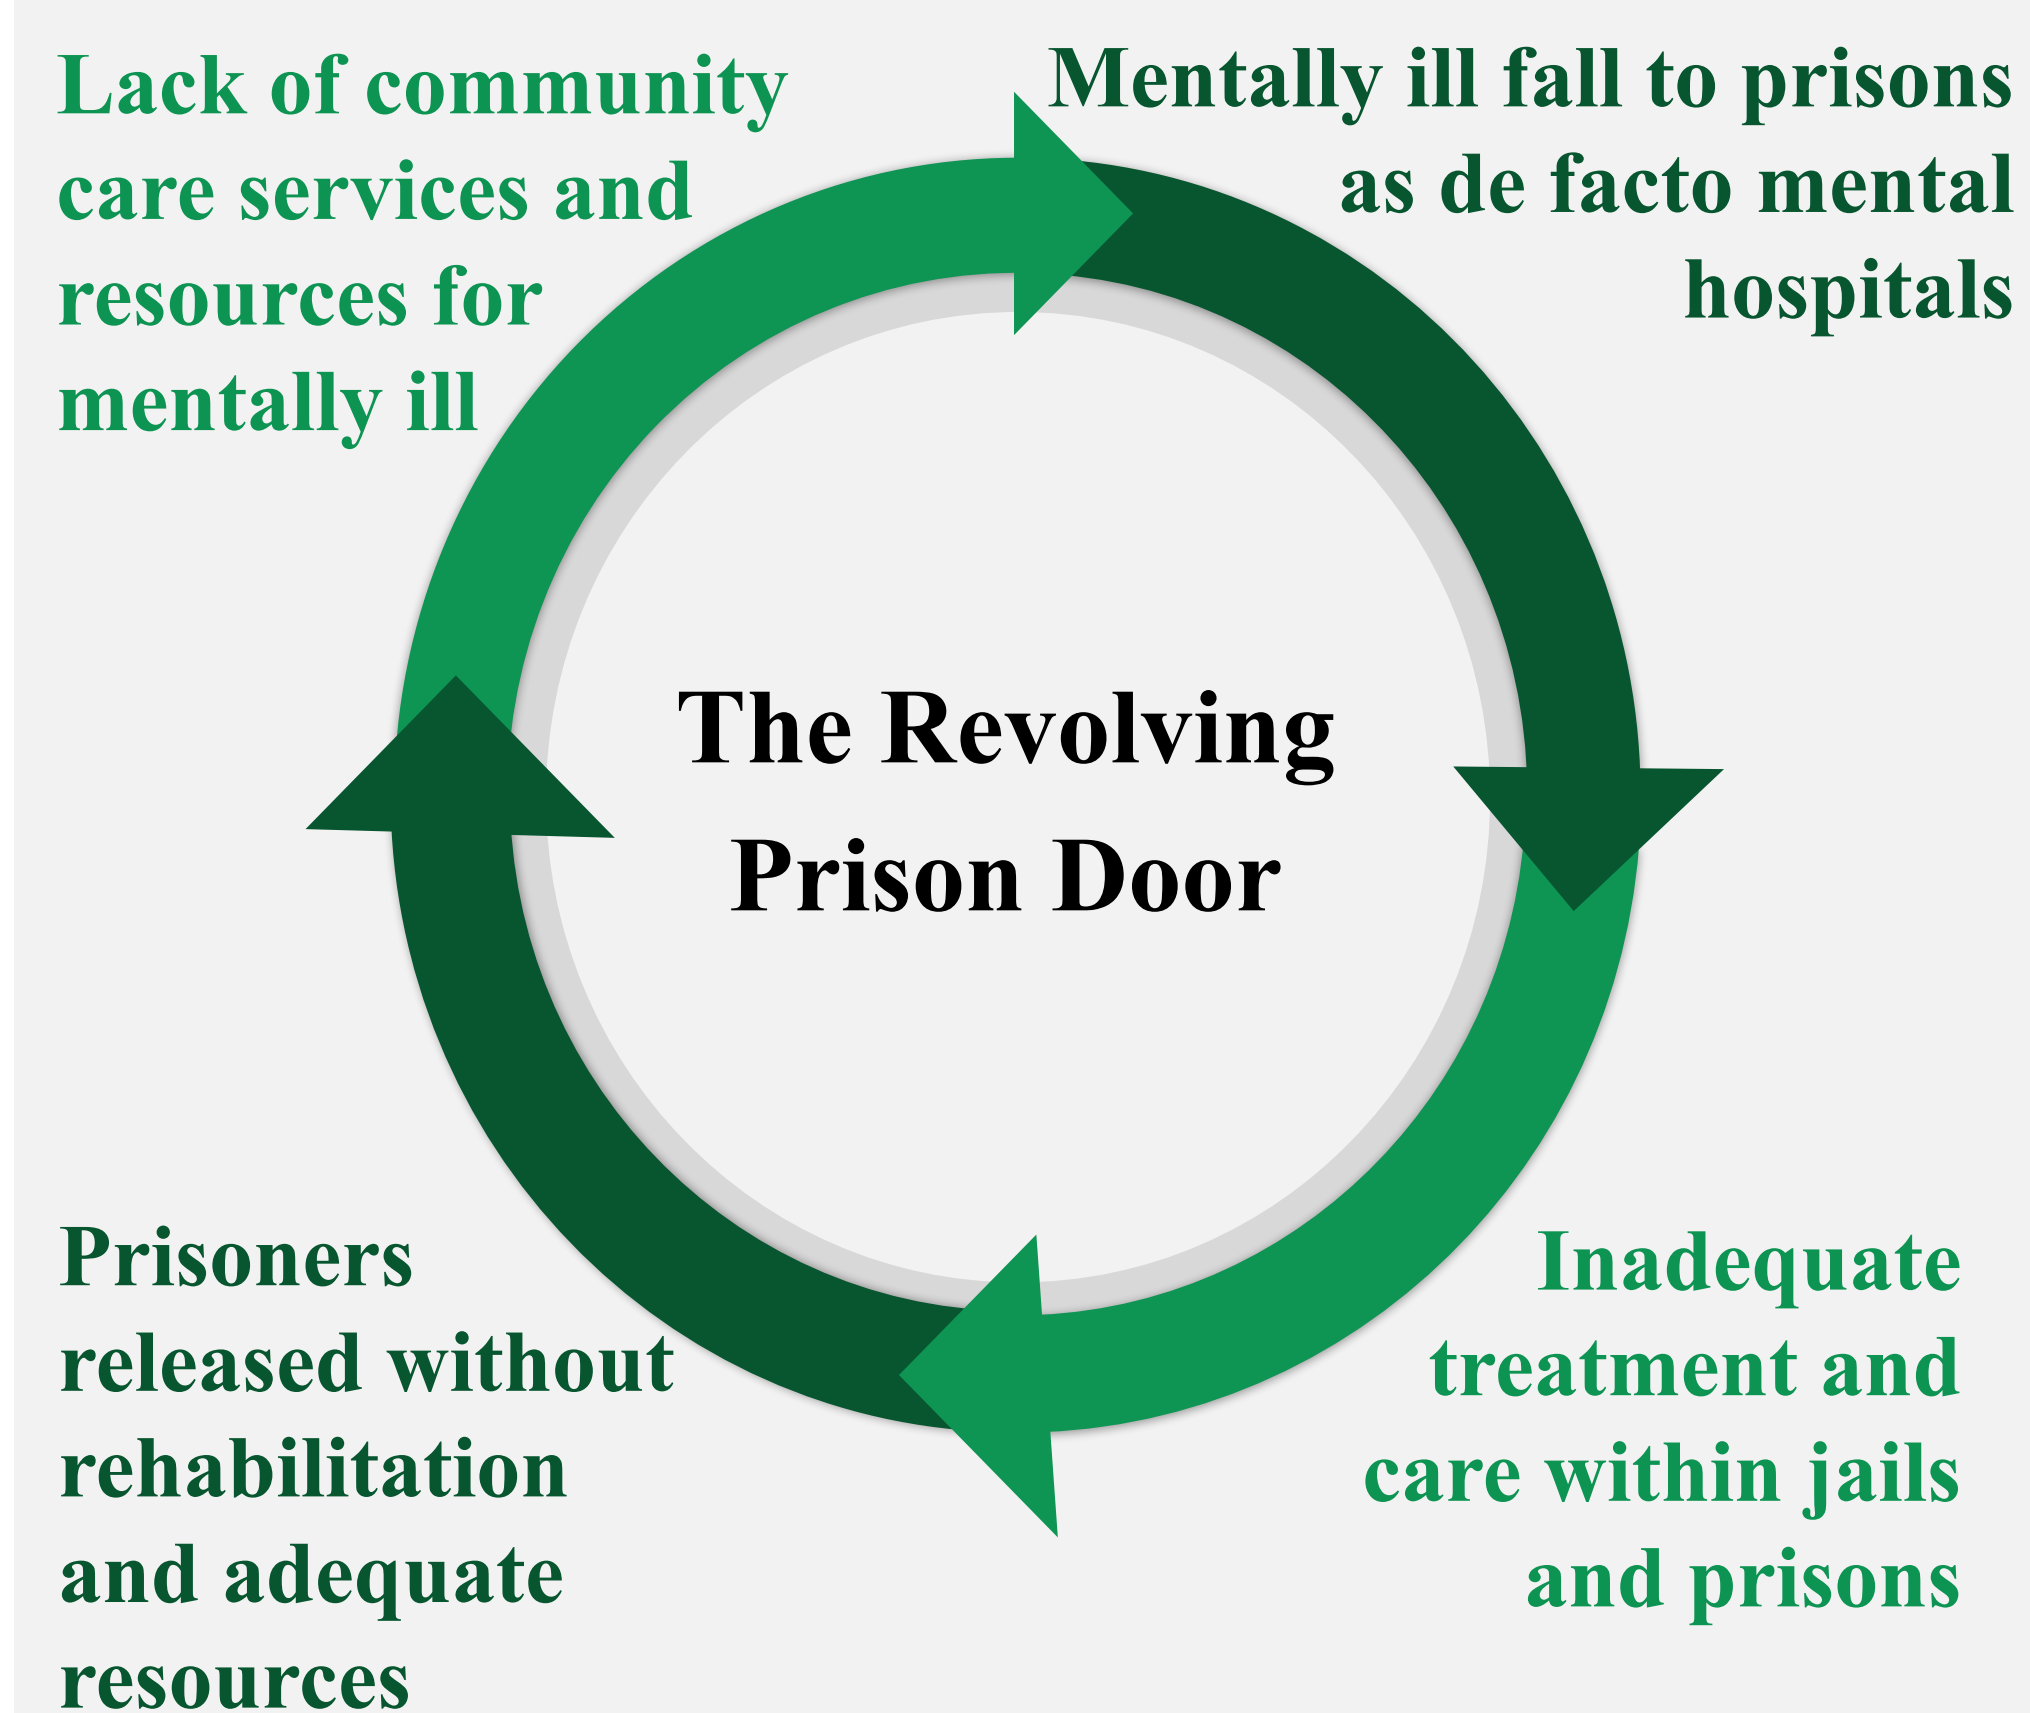 Lack of community
care services and
resources for
mentally ill
Mentally ill fall to prisons
as de facto mental
hospitals
The Revolving
Prison Door
Prisoners
released without
rehabilitation
and adequate
resources
Inadequate
treatment and
care within jails
and prisons